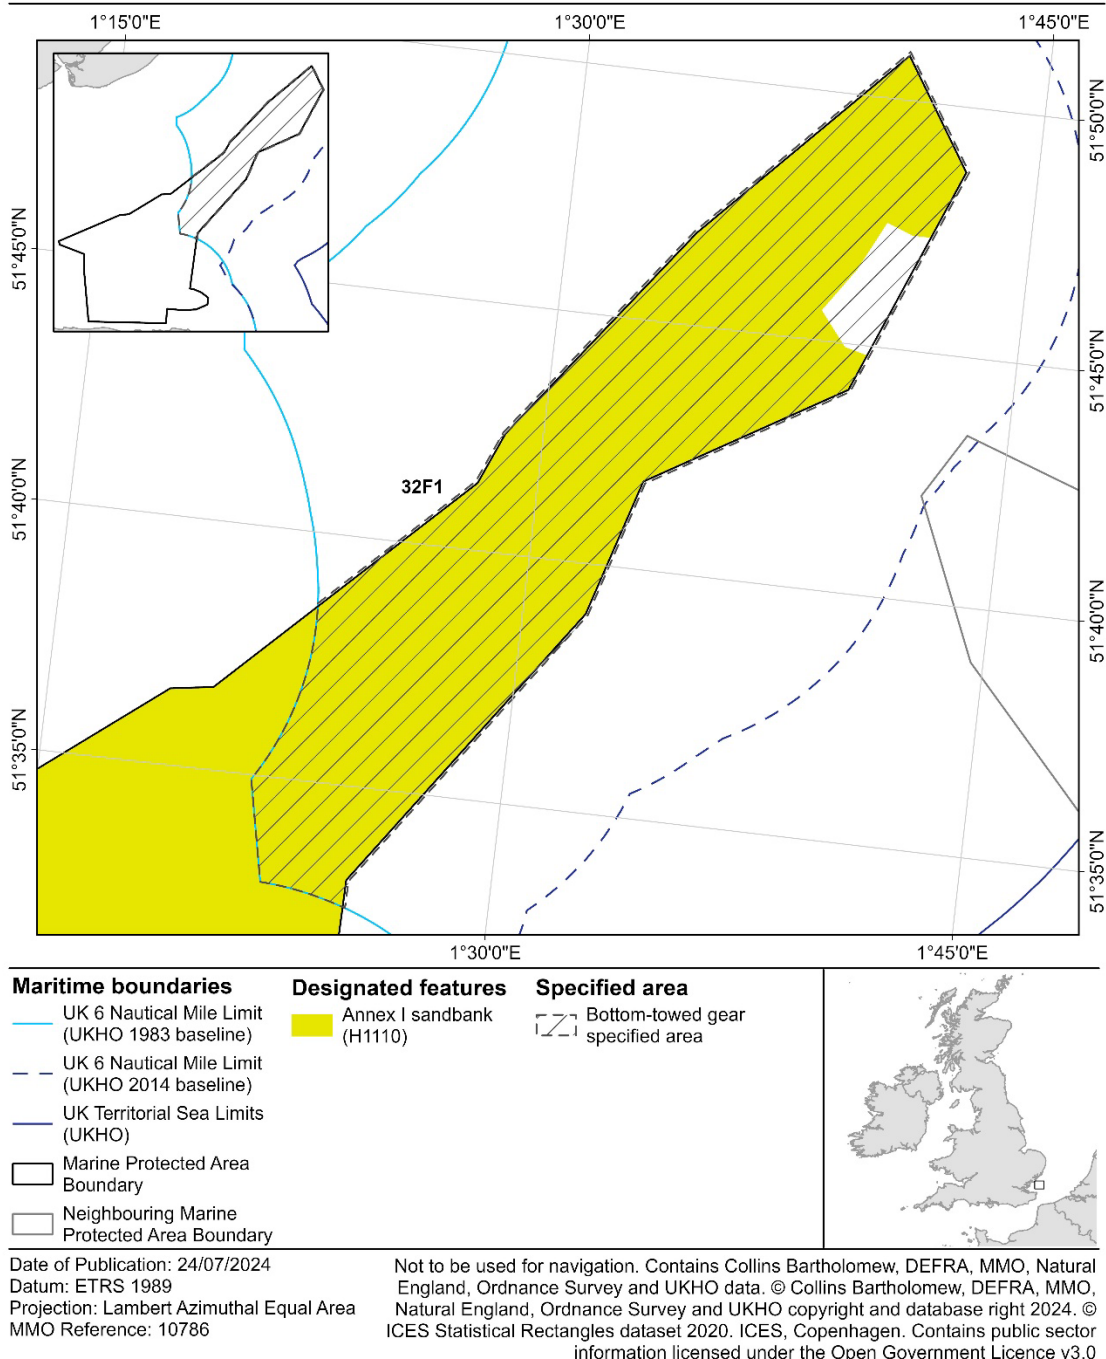 1°15'0"E
1°30'0"E
1°45'0"E
51°50'0"N
51°45'0"N
51°45'0"N
32F1
51°40'0"N
51°40'0"N
51°35'0"N
51°35'0"N
1°30'0"E
1°45'0"E
Maritime boundaries
UK 6 Nautical Mile Limit
(UKHO 1983 baseline)
UK 6 Nautical Mile Limit
(UKHO 2014 baseline)
UK Territorial Sea Limits
(UKHO)
Marine Protected Area
Boundary
Neighbouring Marine
Protected Area Boundary
Designated features
Annex I sandbank
(H1110)
Specified area
Bottom-towed gear
specified area
Date of Publication: 24/07/2024
Datum: ETRS 1989
Projection: Lambert Azimuthal Equal Area
MMO Reference: 10786
Not to be used for navigation. Contains Collins Bartholomew, DEFRA, MMO, Natural
England, Ordnance Survey and UKHO data. © Collins Bartholomew, DEFRA, MMO,
Natural England, Ordnance Survey and UKHO copyright and database right 2024. ©
ICES Statistical Rectangles dataset 2020. ICES, Copenhagen. Contains public sector
information licensed under the Open Government Licence v3.0